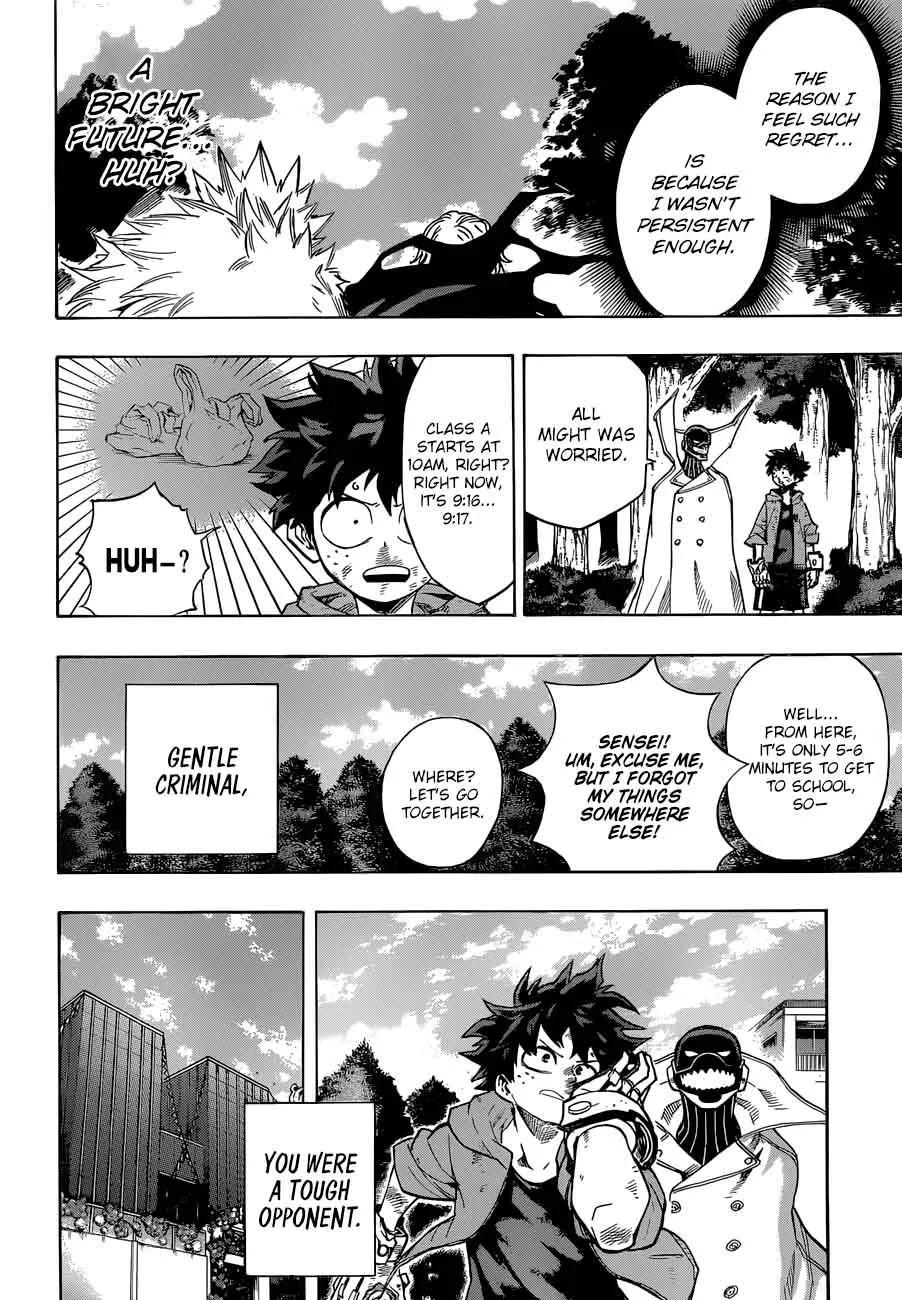 THE
REASON I
FEEL SUCH
REGRET...
IS
BECAUSE
I WASN'T
PERSISTENT
ENOUGH.
A
BRIGHT
FUTURE...
HUH?
ALL
MIGHT WAS
WORRIED.
CLASS A
STARTS AT
10AM, RIGHT?
RIGHT NOW,
IT'S 9:16...
9:17.
HUH–?
WELL...
FROM HERE,
IT'S ONLY 5-6
MINUTES TO GET
TO SCHOOL,
SO—
SENSEI!
UM, EXCUSE ME,
BUT I FORGOT
MY THINGS
SOMEWHERE
ELSE!
WHERE?
LET'S GO
TOGETHER.
GENTLE
CRIMINAL,
YOU WERE
A TOUGH
OPPONENT.